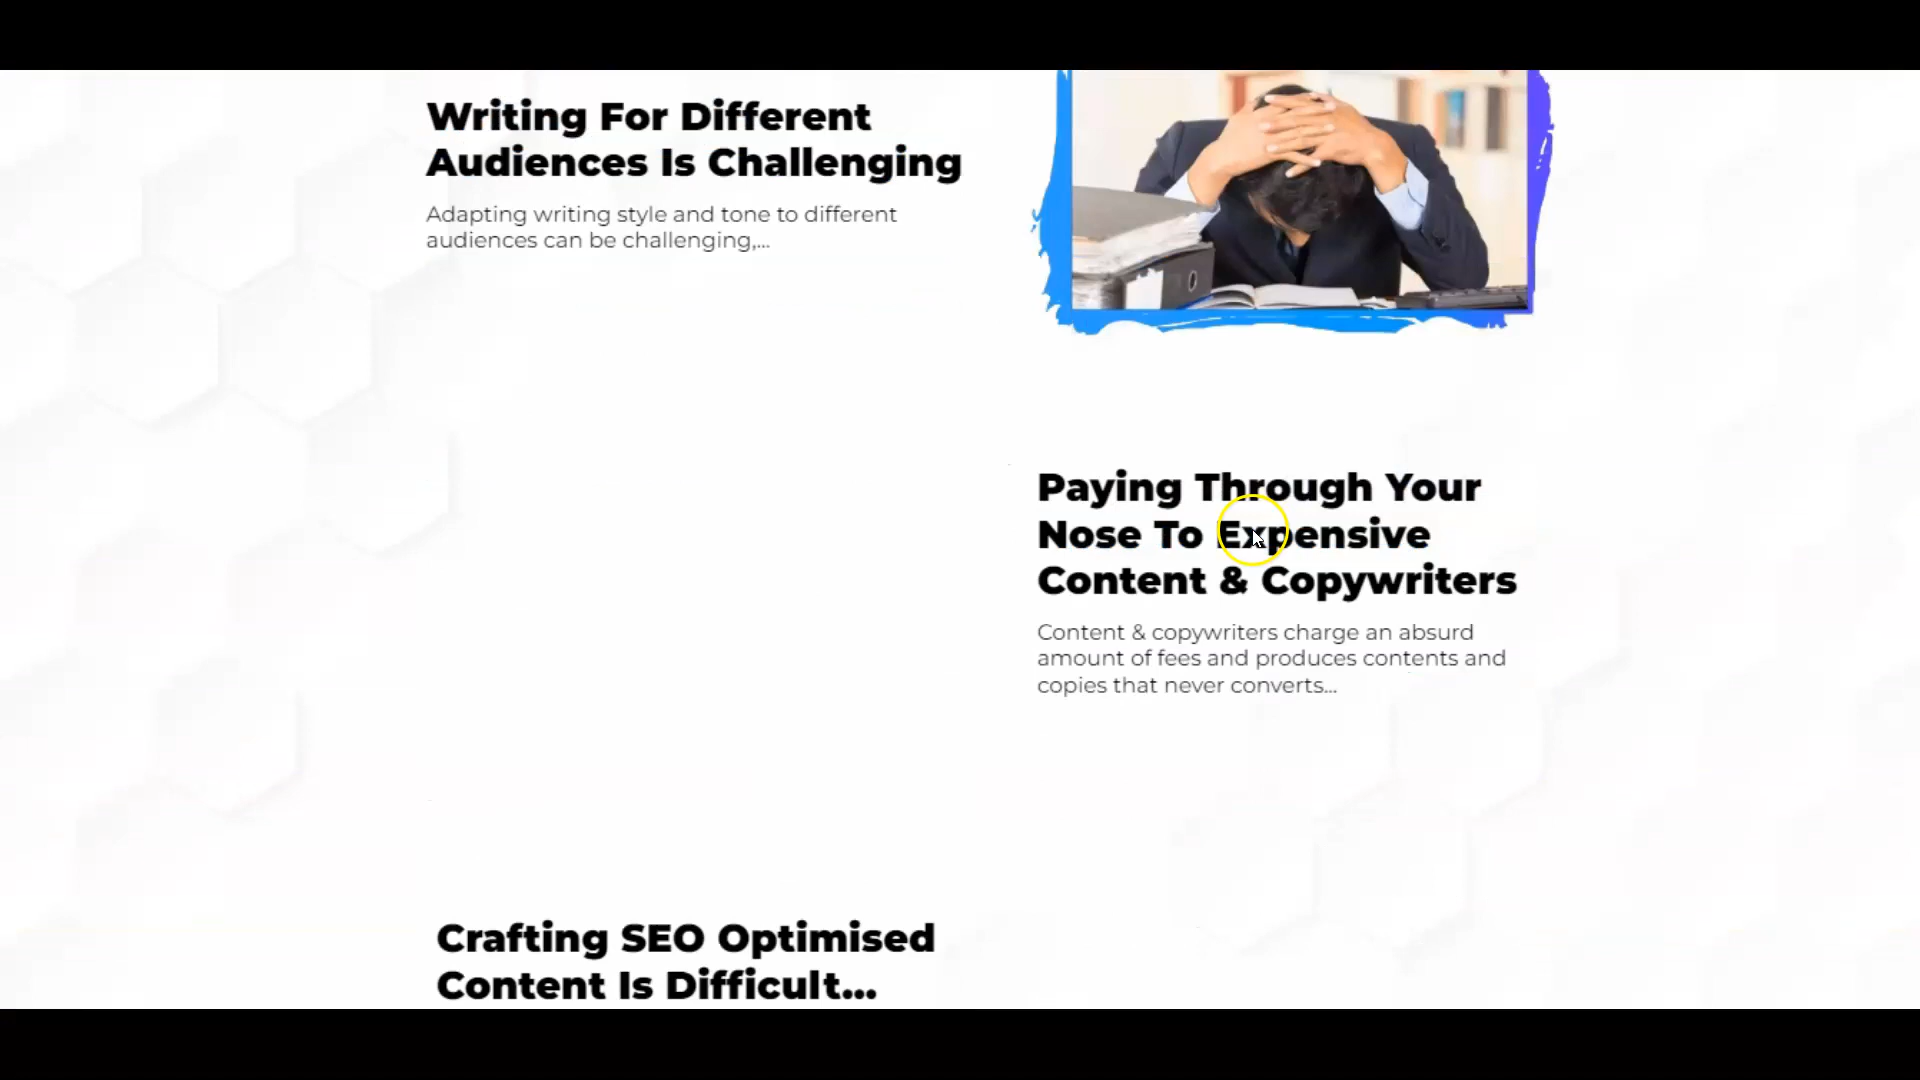 Writing For Different
Audiences Is Challenging
Adapting writing style and tone to different
audiences can be challenging,...
Paying Through Your
Nose To Expensive
Content & Copywriters
Content & copywriters charge an absurd
amount of fees and produces contents and
copies that never converts...
Crafting SEO Optimised
Content Is Difficult...